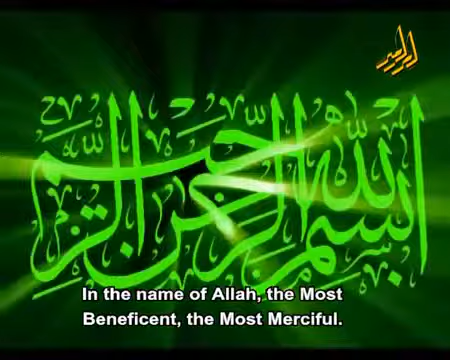 بسم الله الرحمن الرحيم
In the name of Allah, the Most
Beneficent, the Most Merciful.